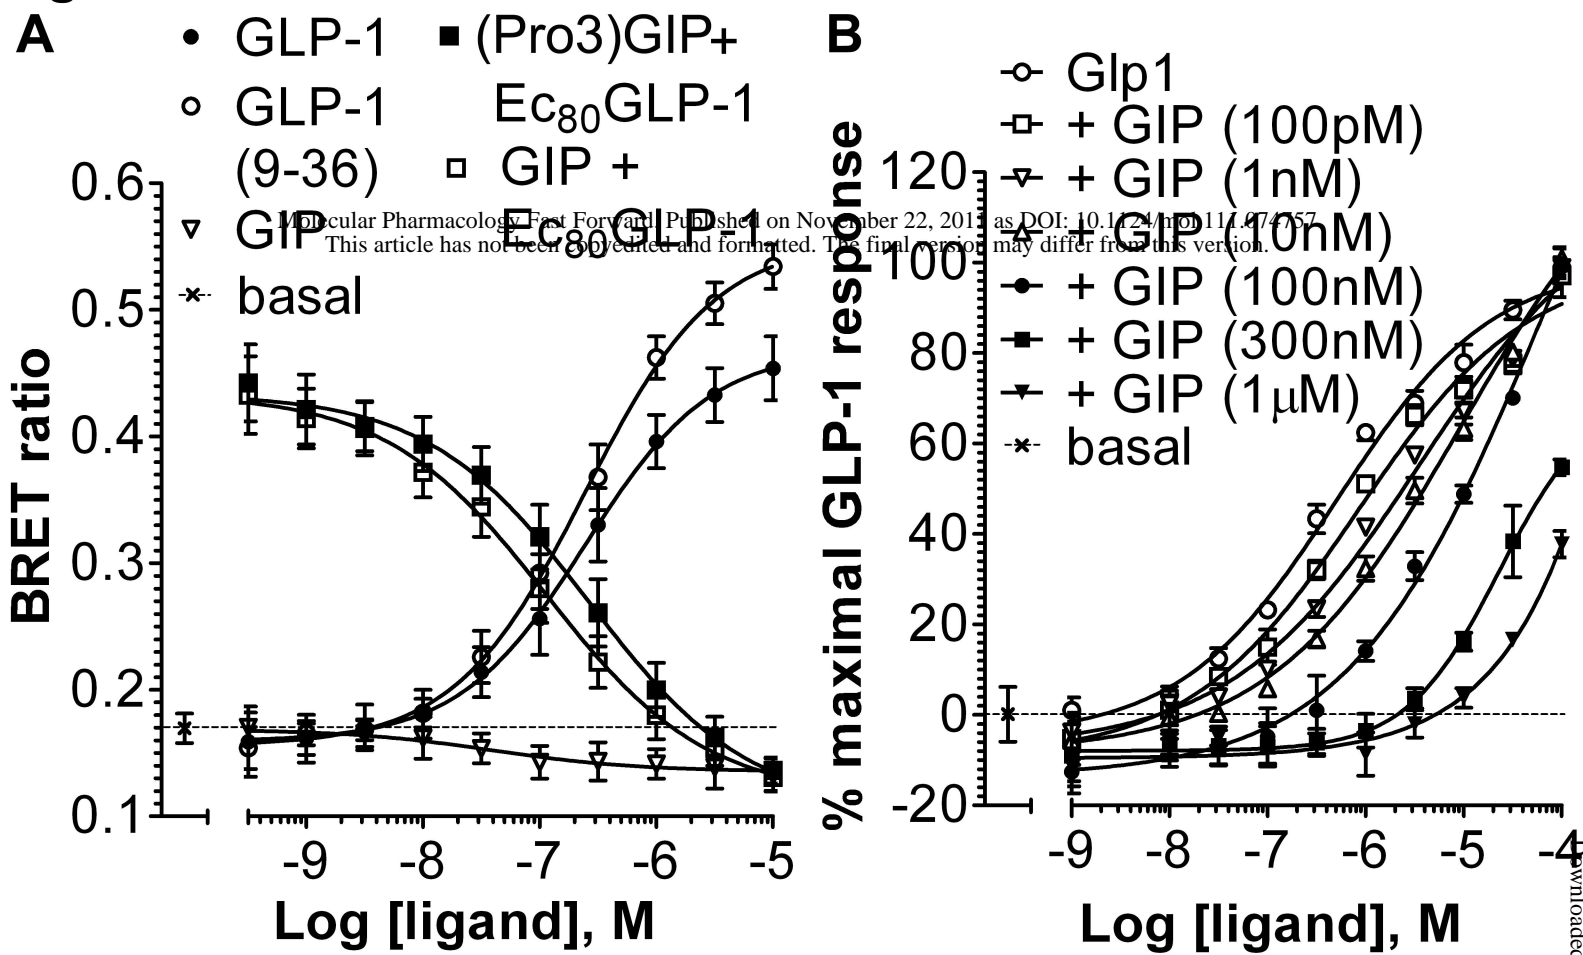 A
GLP-1
(Pro3)GIP+
GLP-1
Ec80GLP-1
(9-36)
GIP +
GIP
Ec80GLP-1
basal
0.6
0.5
0.4
0.3
0.2
0.1
BRET ratio
-9 -8 -7 -6 -5
Log [ligand], M
Molecular Pharmacology Fast Forward. Published on November 22, 2011 as DOI: 10.1124/mol.111.074757
This article has not been copyedited and formatted. The final version may differ from this version.
B
Glp1
+ GIP (100pM)
+ GIP (1nM)
+ GIP (10nM)
+ GIP (100nM)
+ GIP (300nM)
+ GIP (1μM)
basal
120
100
80
60
40
20
0
-20
% maximal GLP-1 response
-9 -8 -7 -6 -5 -4
Log [ligand], M
Downloaded